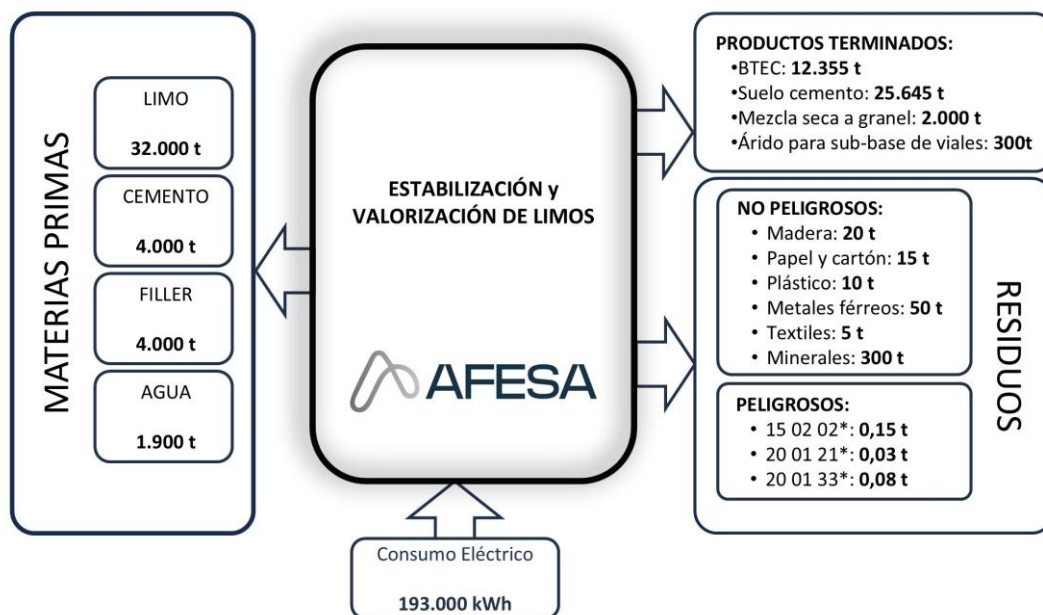 MATERIAS PRIMAS
LIMO
32.000 t
CEMENTO
4.000 t
FILLER
4.000 t
AGUA
1.900 t
ESTABILIZACIÓN y
VALORIZACIÓN DE LIMOS
AFESA
Consumo Eléctrico
193.000 kWh
PRODUCTOS TERMINADOS:
•BTEC: 12.355 t
•Suelo cemento: 25.645 t
•Mezcla seca a granel: 2.000 t
•Árido para sub-base de viales: 300t
RESIDUOS
NO PELIGROSOS:
• Madera: 20 t
• Papel y cartón: 15 t
• Plástico: 10 t
• Metales férreos: 50 t
• Textiles: 5 t
• Minerales: 300 t
PELIGROSOS:
• 15 02 02*: 0,15 t
• 20 01 21*: 0,03 t
• 20 01 33*: 0,08 t